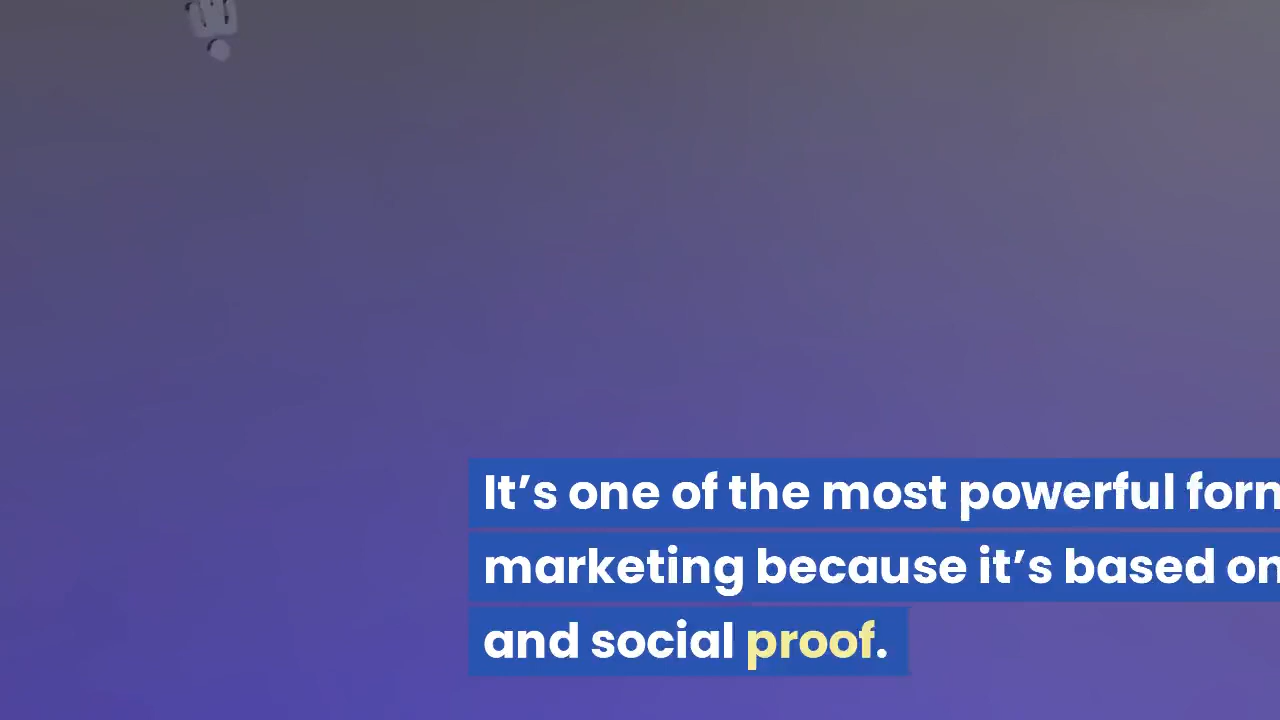 It’s one of the most powerful
marketing because it’s based on
and social proof.